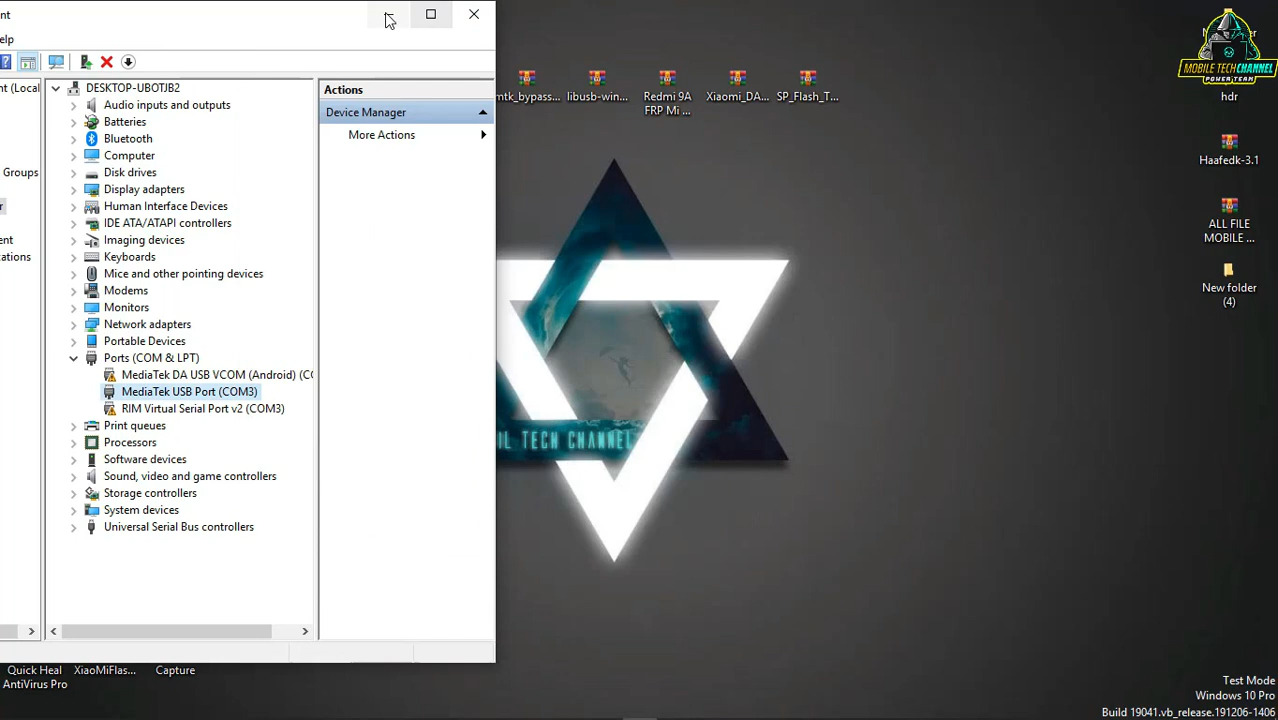 nt
elp
nt (Local
Groups
r
ent
ations
DESKTOP-UBOTJB2
Audio inputs and outputs
Batteries
Bluetooth
Computer
Disk drives
Display adapters
Human Interface Devices
IDE ATA/ATAPI controllers
Imaging devices
Keyboards
Mice and other pointing devices
Modems
Monitors
Network adapters
Portable Devices
Ports (COM & LPT)
MediaTek DA USB VCOM (Android) (CC
MediaTek USB Port (COM3)
RIM Virtual Serial Port v2 (COM3)
Print queues
Processors
Software devices
Sound, video and game controllers
Storage controllers
System devices
Universal Serial Bus controllers
Actions
Device Manager
More Actions
mtk_bypass...
libusb-win...
Redmi 9A
FRP Mi ...
Xiaomi_DA...
SP_Flash_T...
MOBILE TECH CHANNEL
POWER TEAM
hdr
Haafedk-3.1
ALL FILE
MOBILE ...
New folder
(4)
IL TECH CHANNEL
Quick Heal
AntiVirus Pro
XiaoMiFlas...
Capture
Test Mode
Windows 10 Pro
Build 19041.vb_release.191206-1406